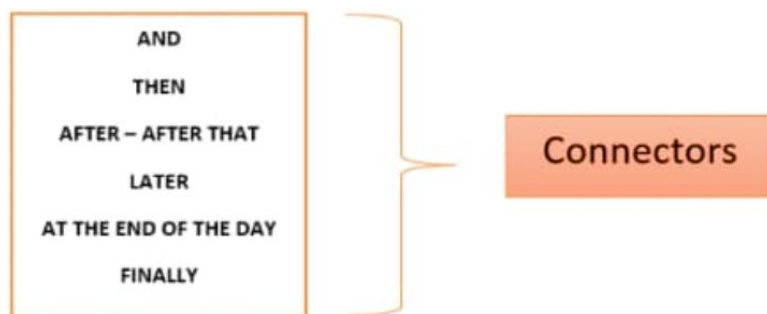 AND
THEN
AFTER – AFTER THAT
LATER
AT THE END OF THE DAY
FINALLY
Connectors